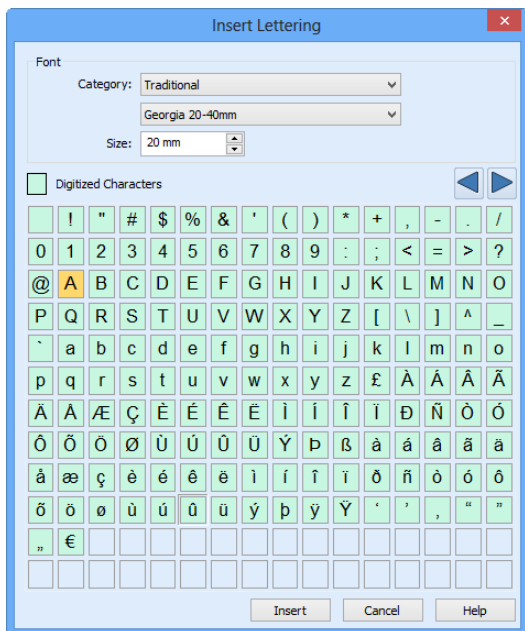 Insert Lettering
Font
Category: Traditional
Georgia 20-40mm
Size: 20 mm
Digitized Characters
! " # $ % & ' ( ) * + , - . /
0 1 2 3 4 5 6 7 8 9 : ; < = > ?
@ A B C D E F G H I J K L M N O
P Q R S T U V W X Y Z [ \ ] ^ _
` a b c d e f g h i j k l m n o
p q r s t u v w x y z £ À Á Â Ã
Ä Å Æ Ç È É Ê Ë Ì Í Î Ï Đ Ñ Ò Ó
Ô Õ Ö Ø Ù Ú Û Ü Ý Þ ß à á â ã ä
å æ ç è é ê ë ì í î ï ð ñ ò ó ô
õ ö ø ù ú û ü ý þ ÿ Ÿ ‘ ’ , “ ”
„ €
Insert Cancel Help